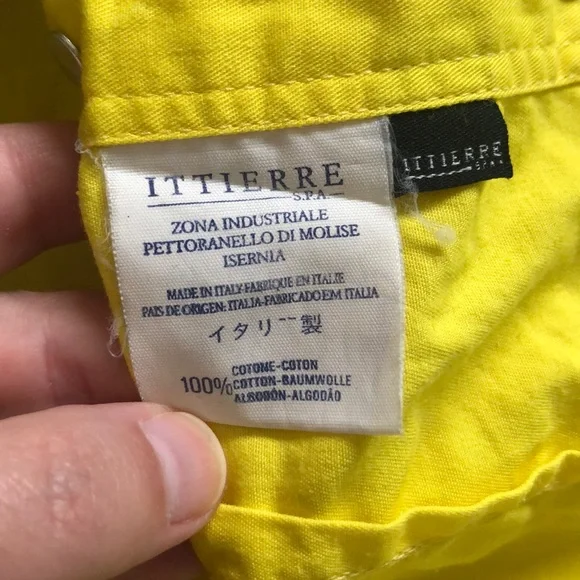 ITTIERRE
S.P.A.
ZONA INDUSTRIALE
PETTORANELLO DI MOLISE
ISERNIA
MADE IN ITALY-FABRIQUE EN ITALIE
PAIS DE ORIGEN: ITALIA-FABRICADO EM ITALIA
イタリー製
COTONE-COTON
100% COTTON-BAUMWOLLE
ALGODÓN-ALGODÃO
ITTIERRE
S.P.A.